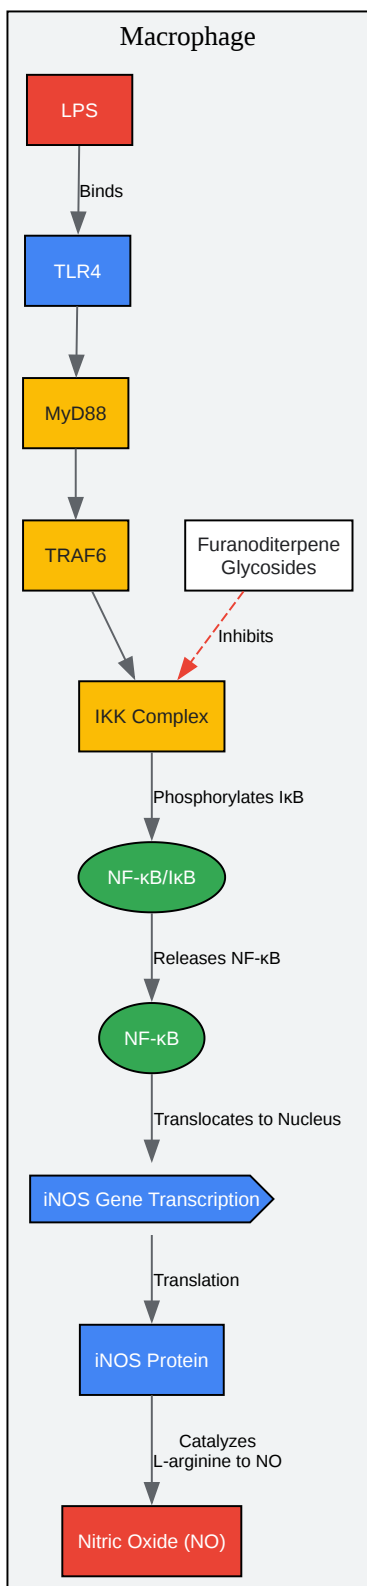 Macrophage
LPS
Binds
TLR4
MyD88
TRAF6
Furanoditerpene
Glycosides
Inhibits
IKK Complex
Phosphorylates IκB
NF-κB/IκB
Releases NF-κB
NF-κB
Translocates to Nucleus
iNOS Gene Transcription
Translation
iNOS Protein
Catalyzes
L-arginine to NO
Nitric Oxide (NO)